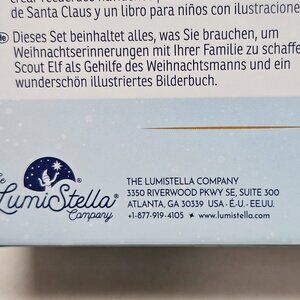 de Santa Claus y un libro para niños con ilustracione
de Dieses Set beinhaltet alles, was Sie brauchen, um
Weihnachtserinnerungen mit Ihrer Familie zu schaffe
Scout Elf als Gehilfe des Weihnachtsmanns und ein
wunderschön illustriertes Bilderbuch.
The
LumiStella®
Company
THE LUMISTELLA COMPANY
3350 RIVERWOOD PKWY SE, SUITE 300
ATLANTA, GA 30339 USA · É.-U · EE.UU.
+1-877-919-4105 ✦ www.lumistella.com